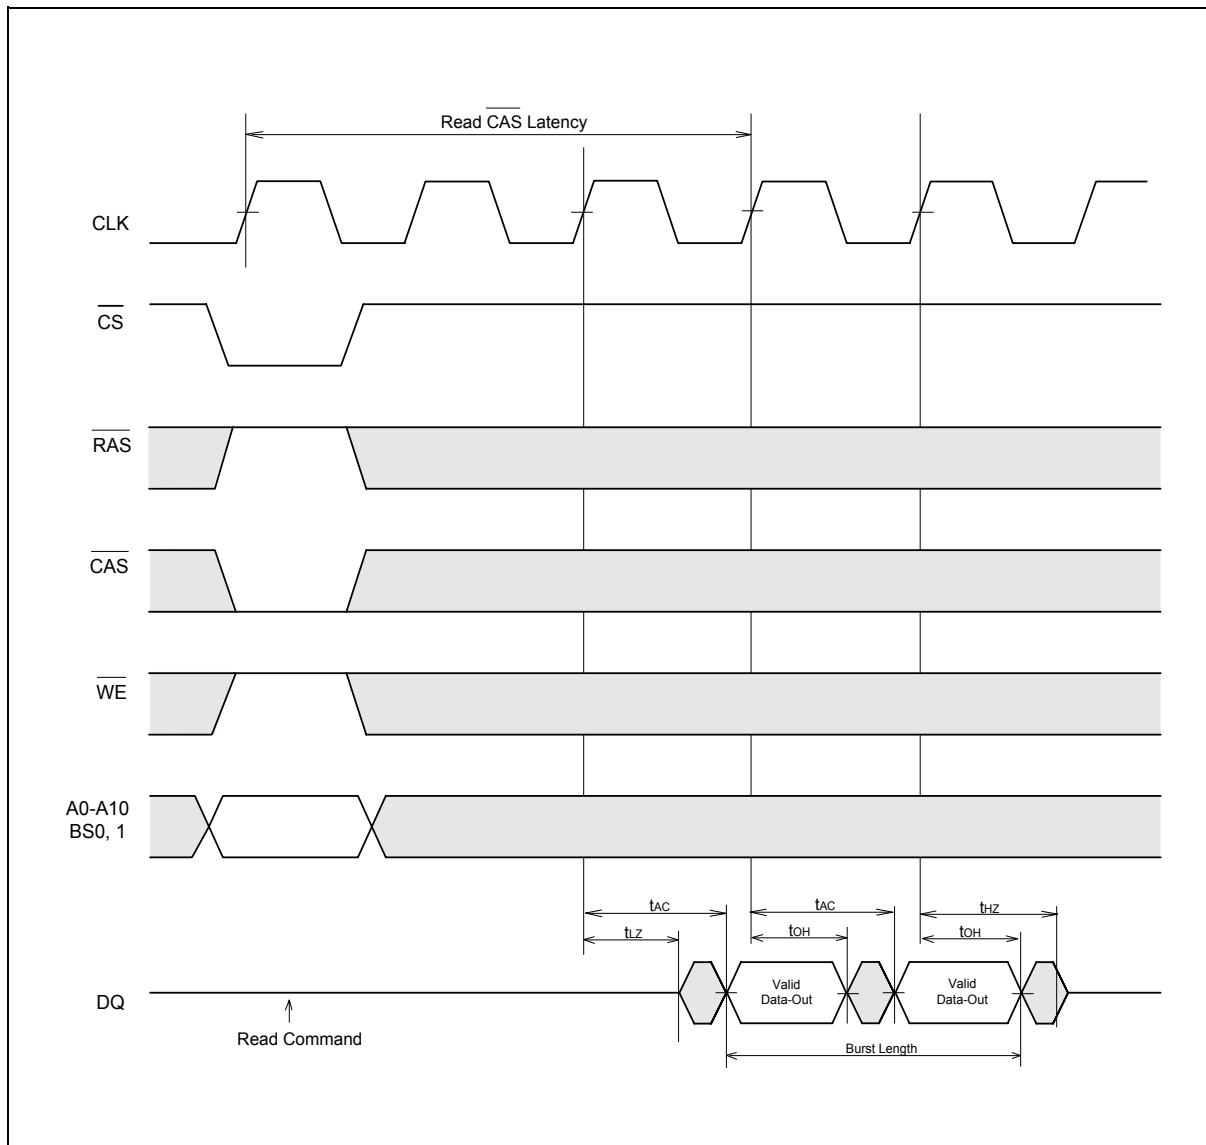 Read CAS Latency
CLK
CS
RAS
CAS
WE
A0-A10
BS0, 1
tAC
tAC
tHZ
tLZ
tOH
tOH
DQ
Valid
Data-Out
Valid
Data-Out
Read Command
Burst Length